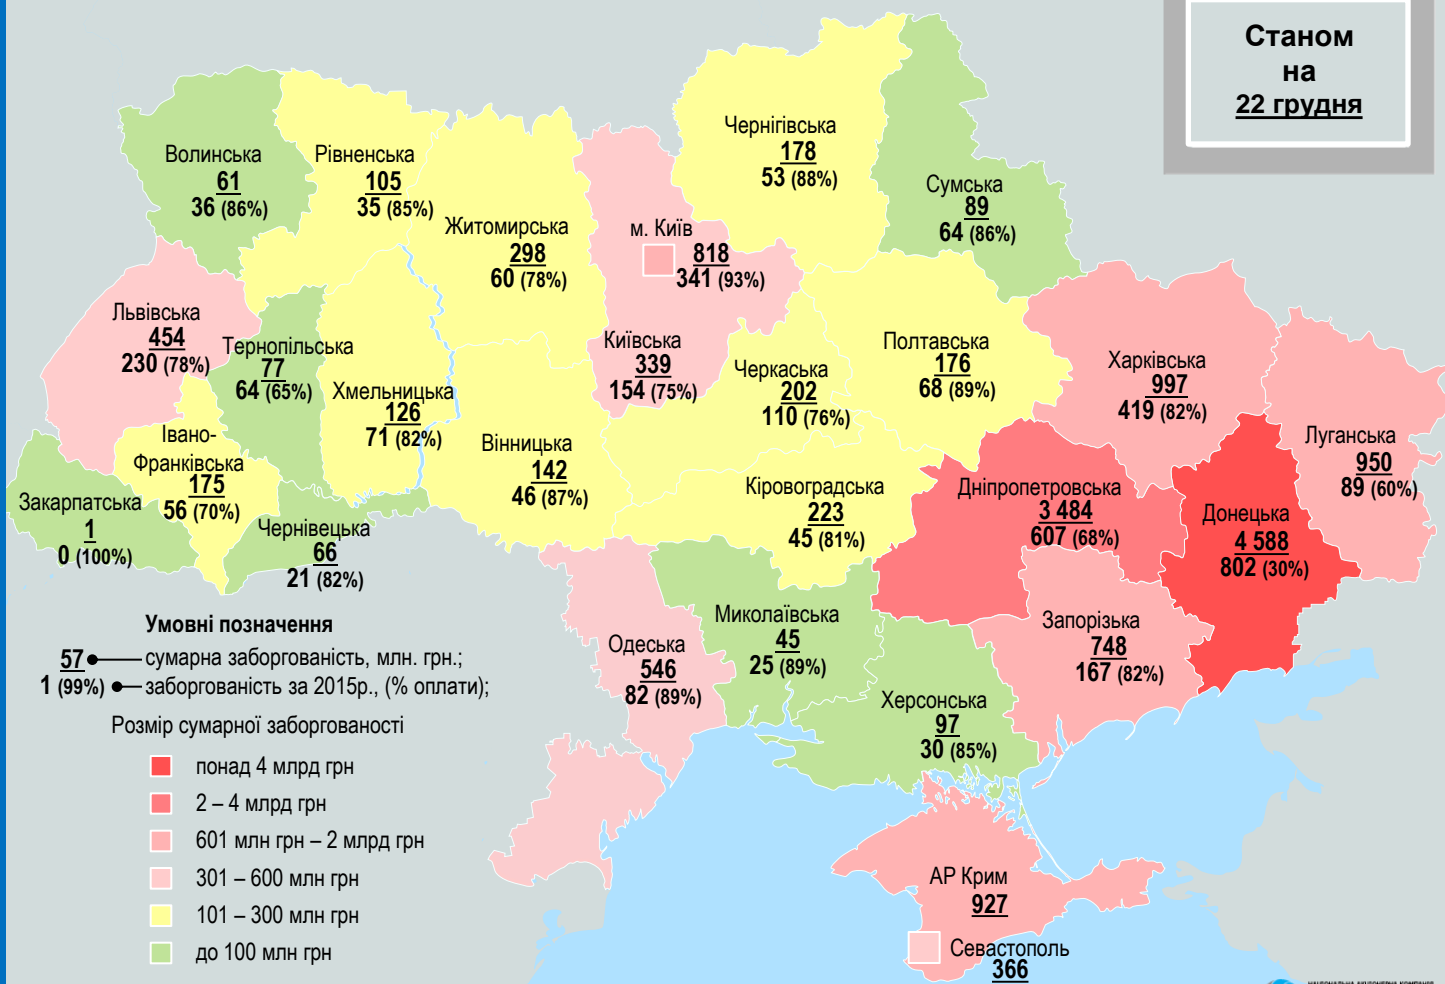 Станом
на
22 грудня
Волинська
61
36 (86%)
Рівненська
105
35 (85%)
Житомирська
298
60 (78%)
м. Київ
818
341 (93%)
Чернігівська
178
53 (88%)
Сумська
89
64 (86%)
Львівська
454
230 (78%)
Тернопільська
77
64 (65%)
Хмельницька
126
71 (82%)
Київська
339
154 (75%)
Черкаська
202
110 (76%)
Полтавська
176
68 (89%)
Харківська
997
419 (82%)
Луганська
950
89 (60%)
Івано-
Франківська
175
56 (70%)
Вінницька
142
46 (87%)
Кіровоградська
223
45 (81%)
Дніпропетровська
3 484
607 (68%)
Донецька
4 588
802 (30%)
Закарпатська
1
0 (100%)
Чернівецька
66
21 (82%)
Одеська
546
82 (89%)
Миколаївська
45
25 (89%)
Запорізька
748
167 (82%)
Херсонська
97
30 (85%)
АР Крим
927
Севастополь
366
Умовні позначення
57 сумарна заборгованість, млн. грн.;
1 (99%) заборгованість за 2015р., (% оплати);
Розмір сумарної заборгованості
понад 4 млрд грн
2 – 4 млрд грн
601 млн грн – 2 млрд грн
301 – 600 млн грн
101 – 300 млн грн
до 100 млн грн